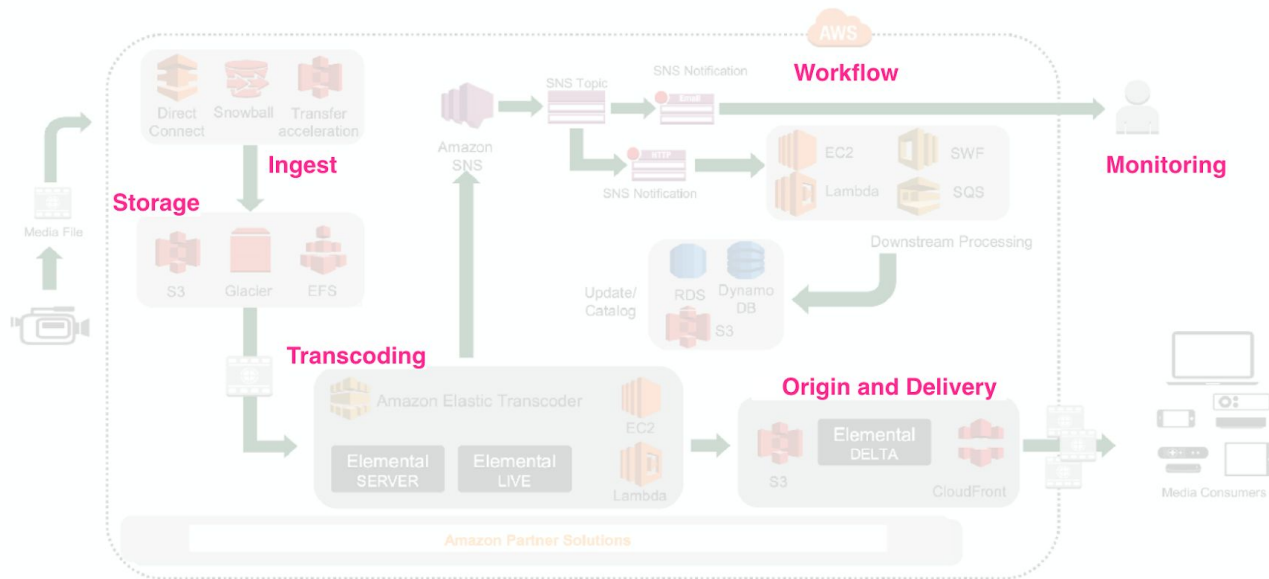 AWS
Workflow
Direct
Connect
Snowball
Transfer
acceleration
Ingest
Amazon
SNS
SNS Topic
SNS Notification
Email
HTTP
SNS Notification
EC2
SWF
Lambda
SQS
Monitoring
Storage
Media File
S3
Glacier
EFS
Downstream Processing
Update/
Catalog
RDS
Dynamo
DB
S3
Transcoding
Amazon Elastic Transcoder
EC2
Elemental
SERVER
Elemental
LIVE
Lambda
Origin and Delivery
S3
Elemental
DELTA
CloudFront
Media Consumers
Amazon Partner Solutions